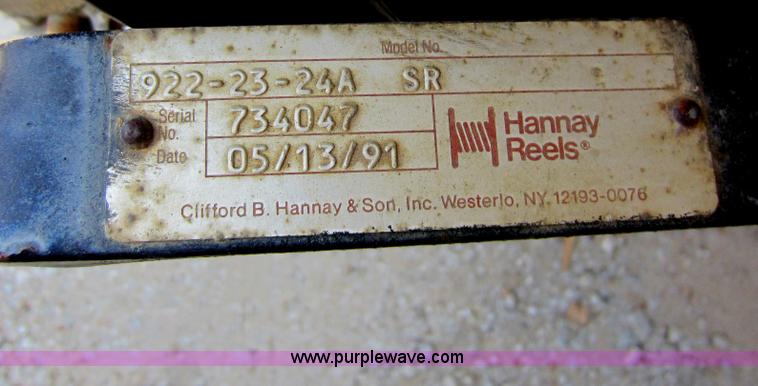 Model No.
922-23-24A SR
Serial No. 734047
Date 05/13/91
Hannay Reels®
Clifford B. Hannay & Son, Inc. Westerlo, NY, 12193-0076
www.purplewave.com